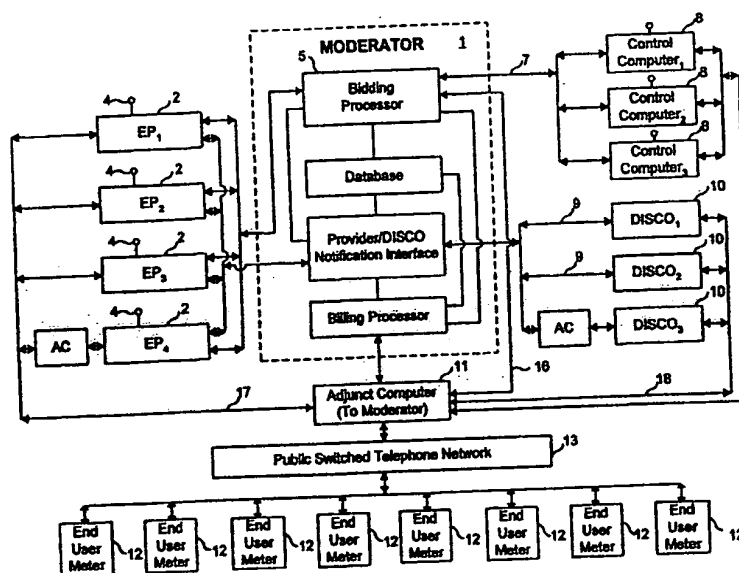 MODERATOR 1
5
Bidding
Processor
Database
Provider/DISCO
Notification Interface
Billing Processor
4 2
EP1
4 2
EP2
4 2
EP3
4 2
AC EP4
7
8
Control
Computer1
8
Control
Computer2
8
Control
Computer3
10
9 DISCO1
10
9 DISCO2
10
AC DISCO3
11
16
17
18
Adjunct Computer
(To Moderator)
13
Public Switched Telephone Network
End
User
Meter 12
End
User
Meter 12
End
User
Meter 12
End
User
Meter 12
End
User
Meter 12
End
User
Meter 12
End
User
Meter 12
End
User
Meter 12